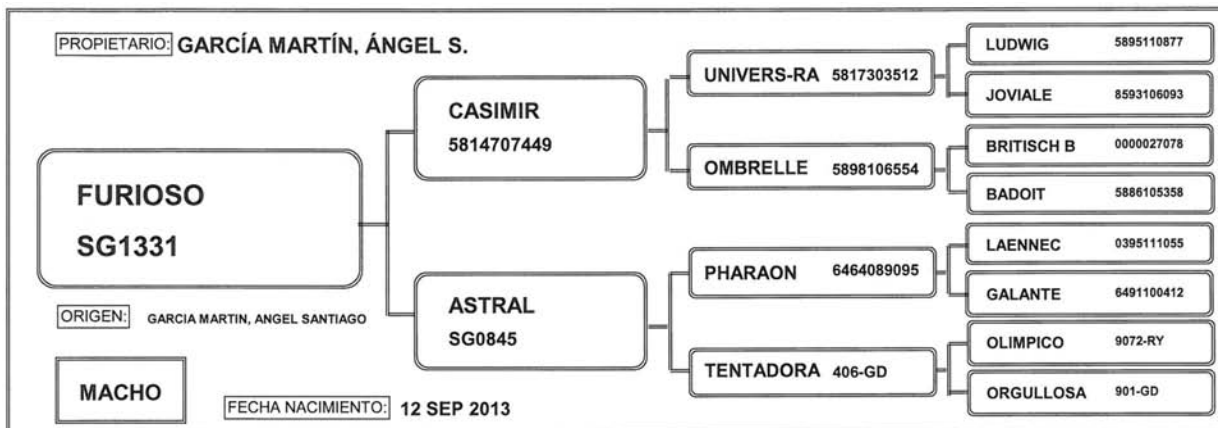 PROPIETARIO: GARCÍA MARTÍN, ÁNGEL S.
FURIOSO
SG1331
ORIGEN: GARCIA MARTIN, ANGEL SANTIAGO
MACHO
FECHA NACIMIENTO: 12 SEP 2013
CASIMIR
5814707449
ASTRAL
SG0845
UNIVERS-RA 5817303512
OMBRELLE 5898106554
PHARAON 6464089095
TENTADORA 406-GD
LUDWIG 5895110877
JOVIALE 8593106093
BRITISCH B 0000027078
BADOIT 5886105358
LAENNEC 0395111055
GALANTE 6491100412
OLIMPICO 9072-RY
ORGULLOSA 901-GD